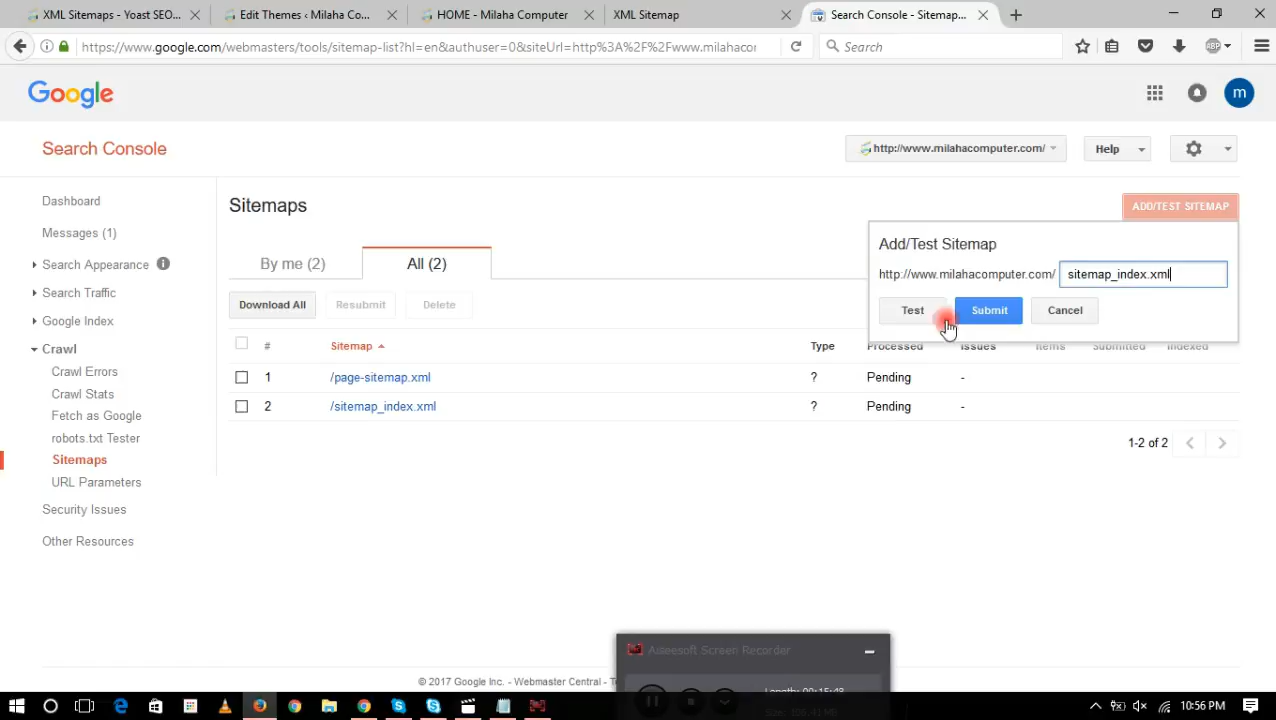 XML Sitemaps - Yoast SEO...
Edit Themes ‹ Milaha Co...
HOME - Milaha Computer
XML Sitemap
Search Console - Sitemap...
https://www.google.com/webmasters/tools/sitemap-list?hl=en&authuser=0&siteUrl=http%3A%2F%2Fwww.milahacor
Search
ABP
Google
m
Search Console
http://www.milahacomputer.com/
Help
Dashboard
Messages (1)
Search Appearance
Search Traffic
Google Index
Crawl
Crawl Errors
Crawl Stats
Fetch as Google
robots.txt Tester
Sitemaps
URL Parameters
Security Issues
Other Resources
Sitemaps
ADD/TEST SITEMAP
By me (2)
All (2)
Add/Test Sitemap
http://www.milahacomputer.com/ sitemap_index.xml
Test Submit Cancel
Download All Resubmit Delete
# Sitemap Type Processed Issues Items Submitted Indexed
1 /page-sitemap.xml ? Pending -
2 /sitemap_index.xml ? Pending -
1-2 of 2
Aiseesoft Screen Recorder
Length: 00:15:48
© 2017 Google Inc. - Webmaster Central -
10:56 PM